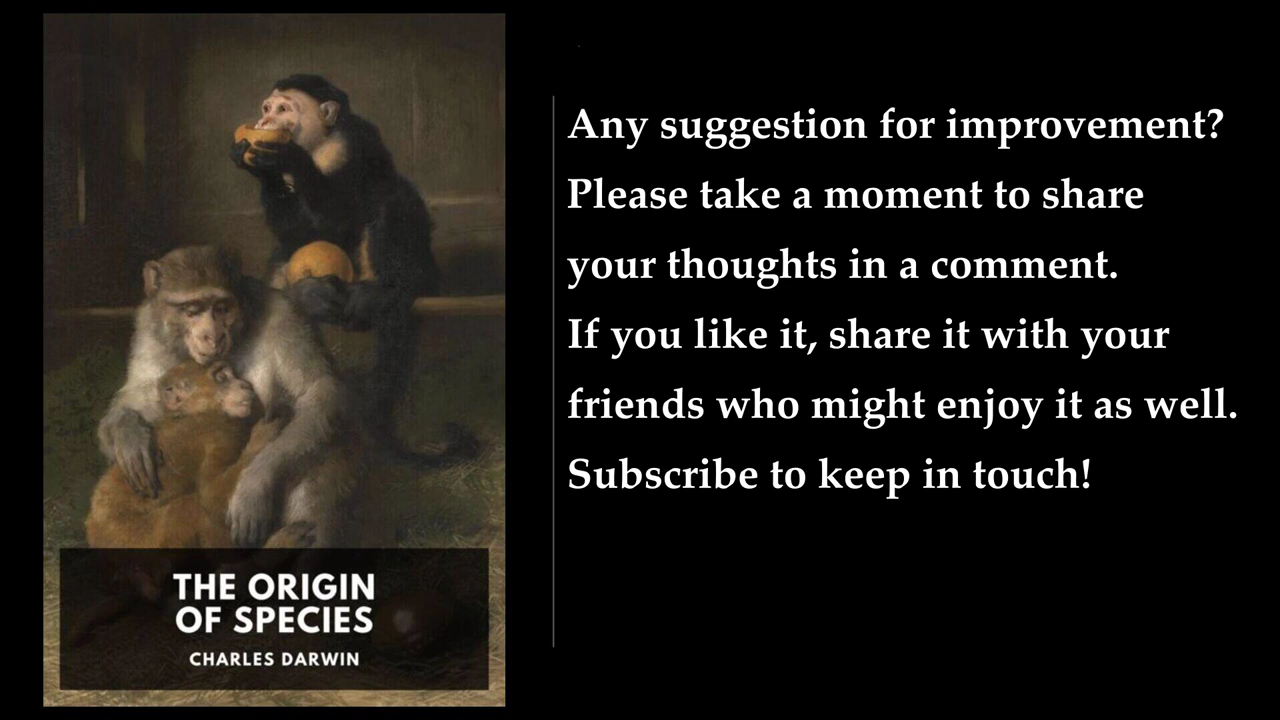 THE ORIGIN
OF SPECIES
CHARLES DARWIN
Any suggestion for improvement?
Please take a moment to share
your thoughts in a comment.
If you like it, share it with your
friends who might enjoy it as well.
Subscribe to keep in touch!